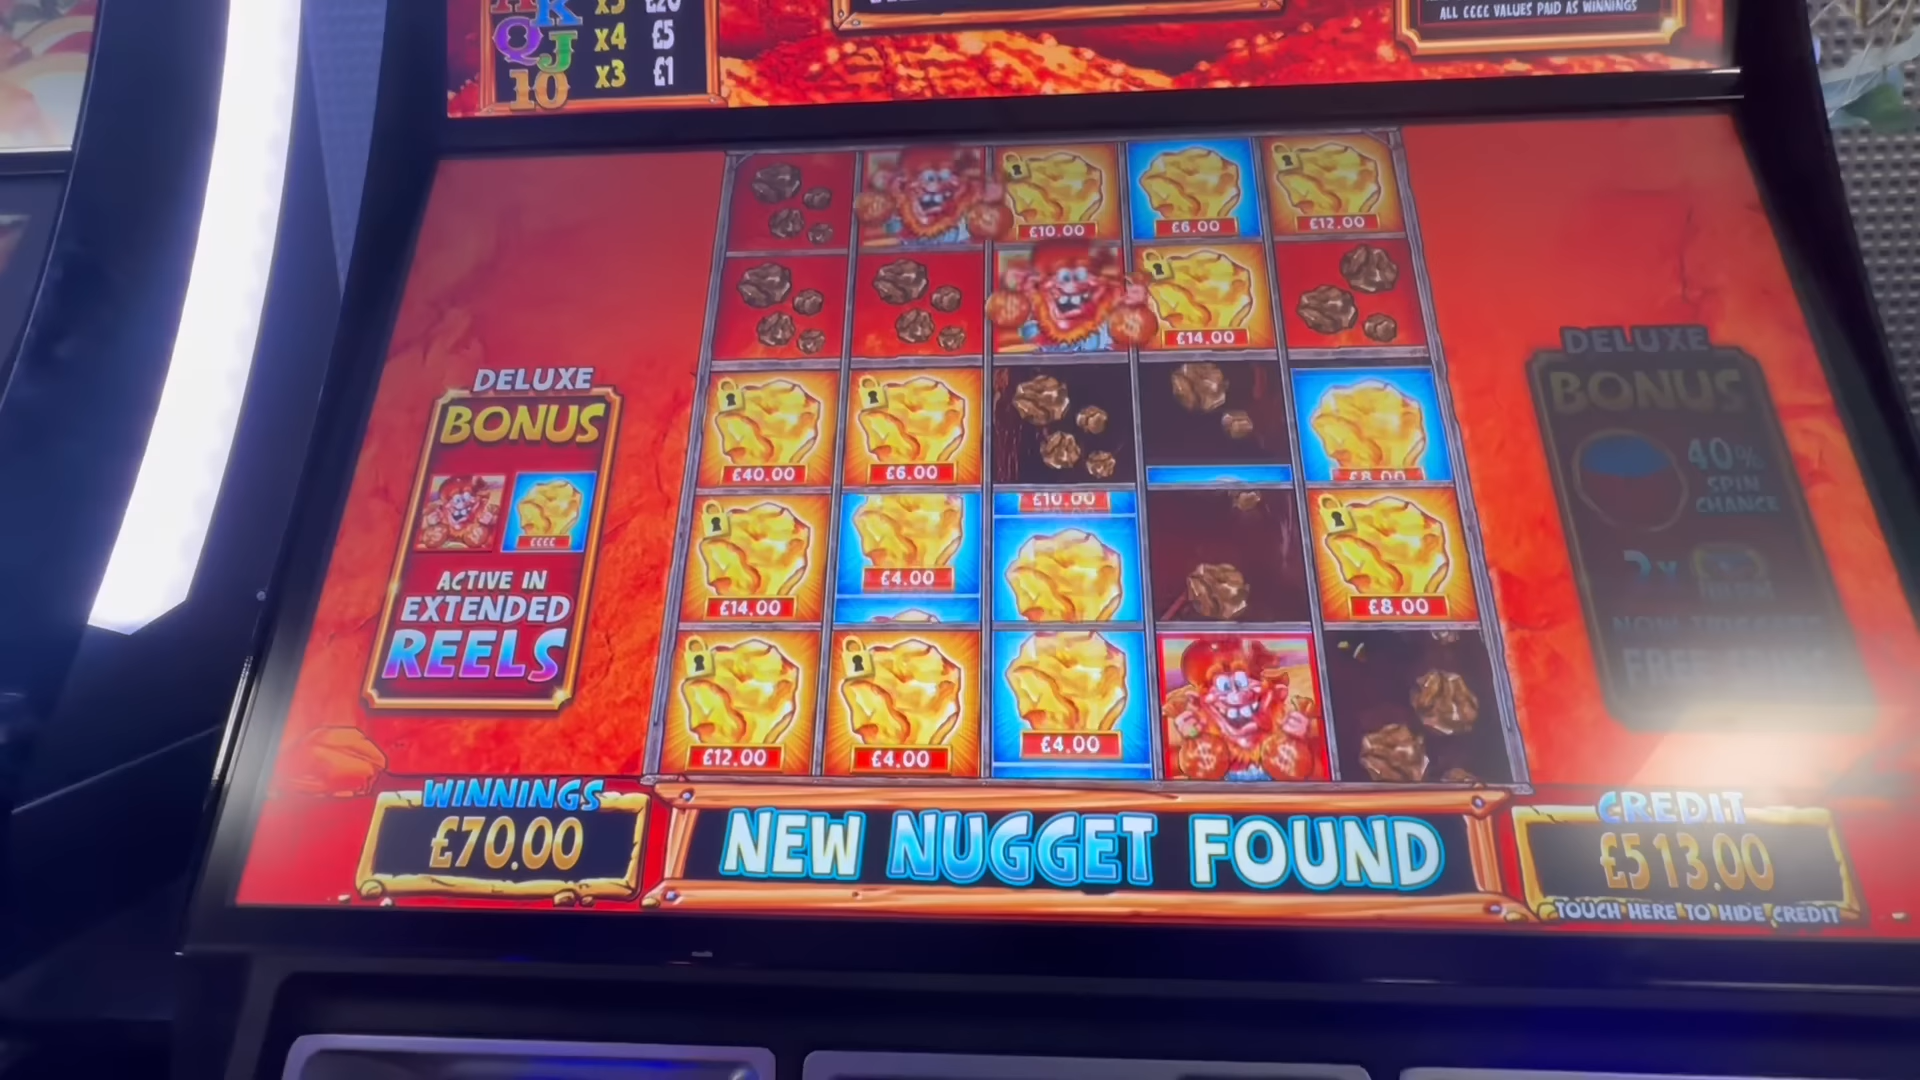 K x5 £20
Q J x4 £5
10 x3 £1
ALL ££££ VALUES PAID AS WINNINGS
£10.00 £6.00 £12.00
£14.00
£40.00 £6.00 £8.00
£10.00
£14.00 £4.00 £8.00
£12.00 £4.00 £4.00
DELUXE
BONUS
££££
ACTIVE IN
EXTENDED
REELS
DELUXE
BONUS
40%
SPIN
CHANCE
WINNINGS
£70.00
NEW NUGGET FOUND
CREDIT
£513.00
TOUCH HERE TO HIDE CREDIT